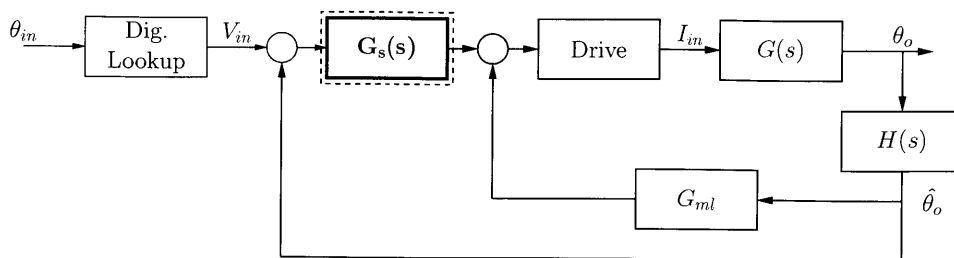 θ_in
Dig.
Lookup
V_in
G_s(s)
Drive
I_in
G(s)
θ_o
H(s)
G_ml
θ̂_o